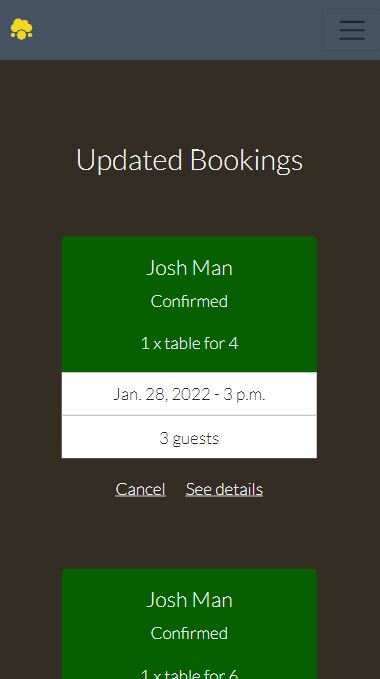 Updated Bookings
Josh Man
Confirmed
1 x table for 4
Jan. 28, 2022 - 3 p.m.
3 guests
Cancel See details
Josh Man
Confirmed
1 x table for 6